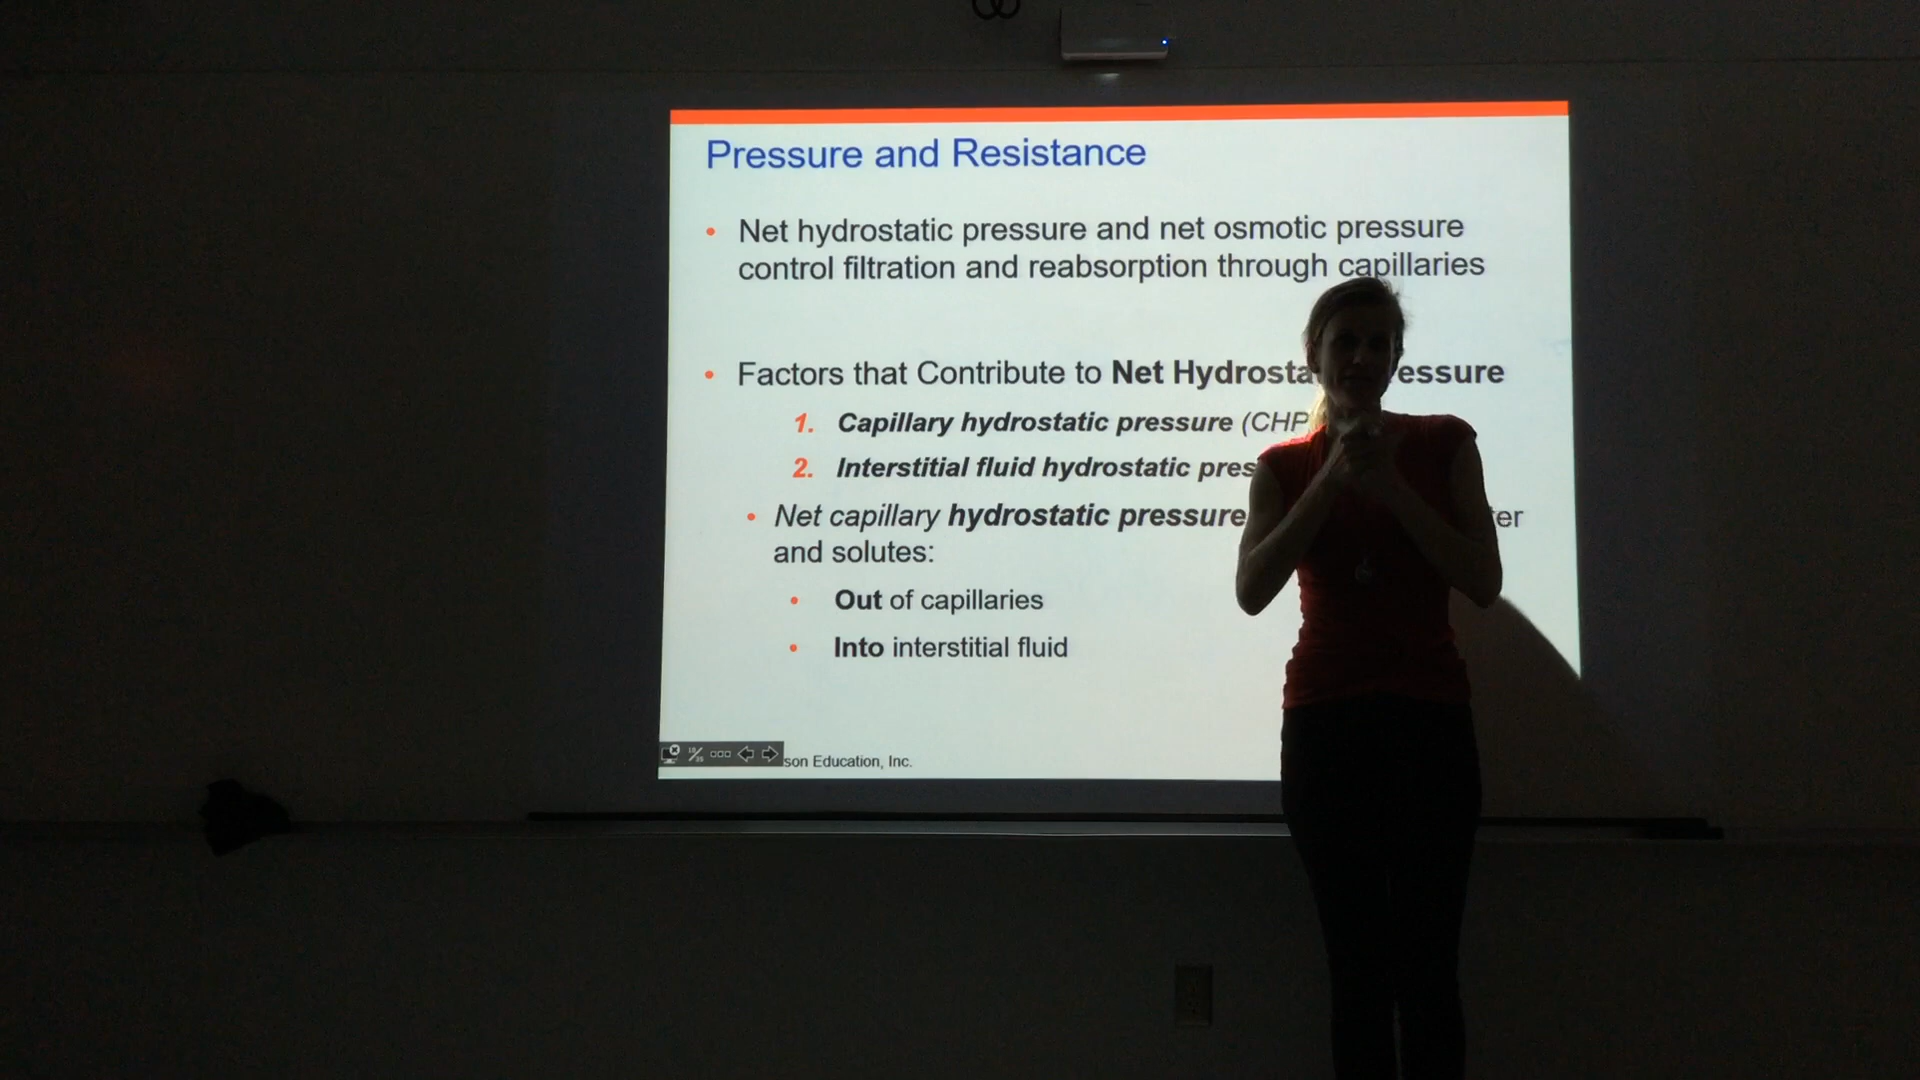 Pressure and Resistance
• Net hydrostatic pressure and net osmotic pressure
control filtration and reabsorption through capillaries
• Factors that Contribute to Net Hydrosta essure
1. Capillary hydrostatic pressure (CHP
2. Interstitial fluid hydrostatic pres
• Net capillary hydrostatic pressure ter
and solutes:
• Out of capillaries
• Into interstitial fluid
son Education, Inc.